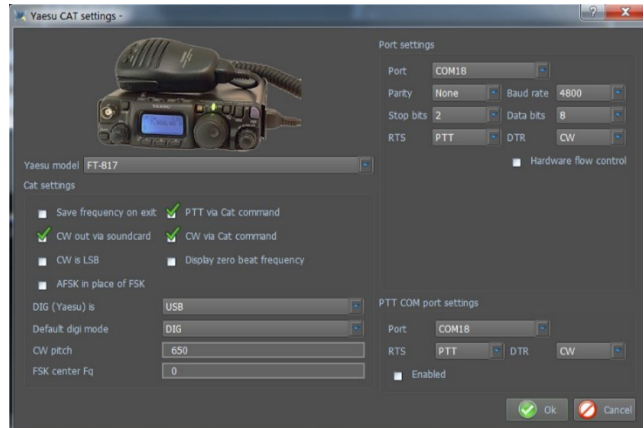 Yaesu CAT settings -
Yaesu model FT-817
Cat settings
Save frequency on exit PTT via Cat command
CW out via soundcard CW via Cat command
CW is LSB Display zero beat frequency
AFSK in place of FSK
DIG (Yaesu) is USB
Default digi mode DIG
CW pitch 650
FSK center Fq 0
Port settings
Port COM18
Parity None Baud rate 4800
Stop bits 2 Data bits 8
RTS PTT DTR CW
Hardware flow control
PTT COM port settings
Port COM18
RTS PTT DTR CW
Enabled
Ok Cancel